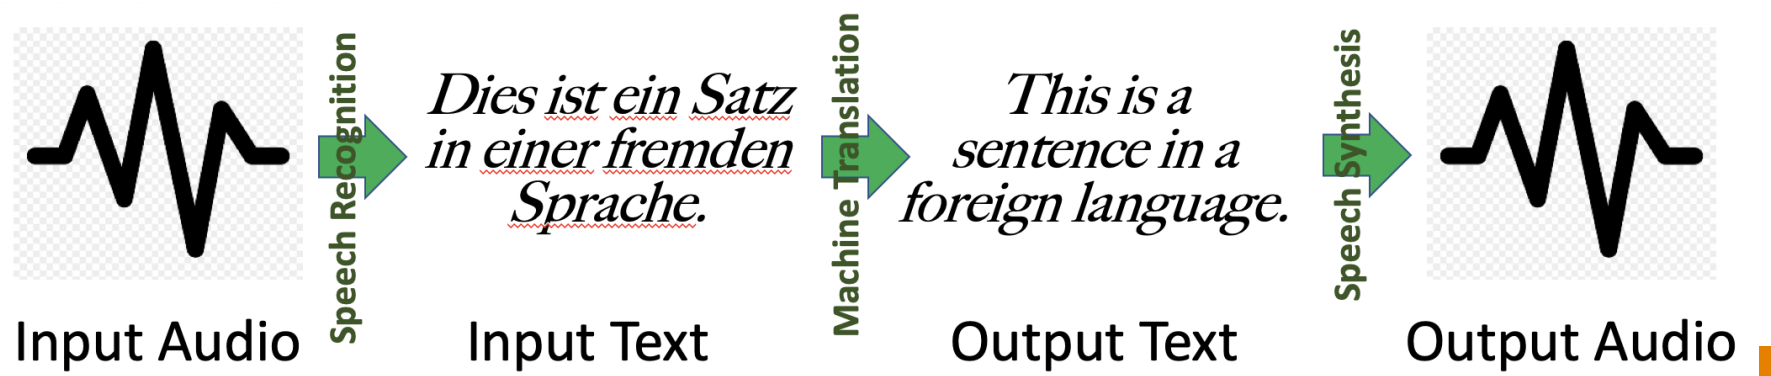 Speech Recognition
Dies ist ein Satz
in einer fremden
Sprache.
Machine Translation
This is a
sentence in a
foreign language.
Speech Synthesis
Input Audio
Input Text
Output Text
Output Audio